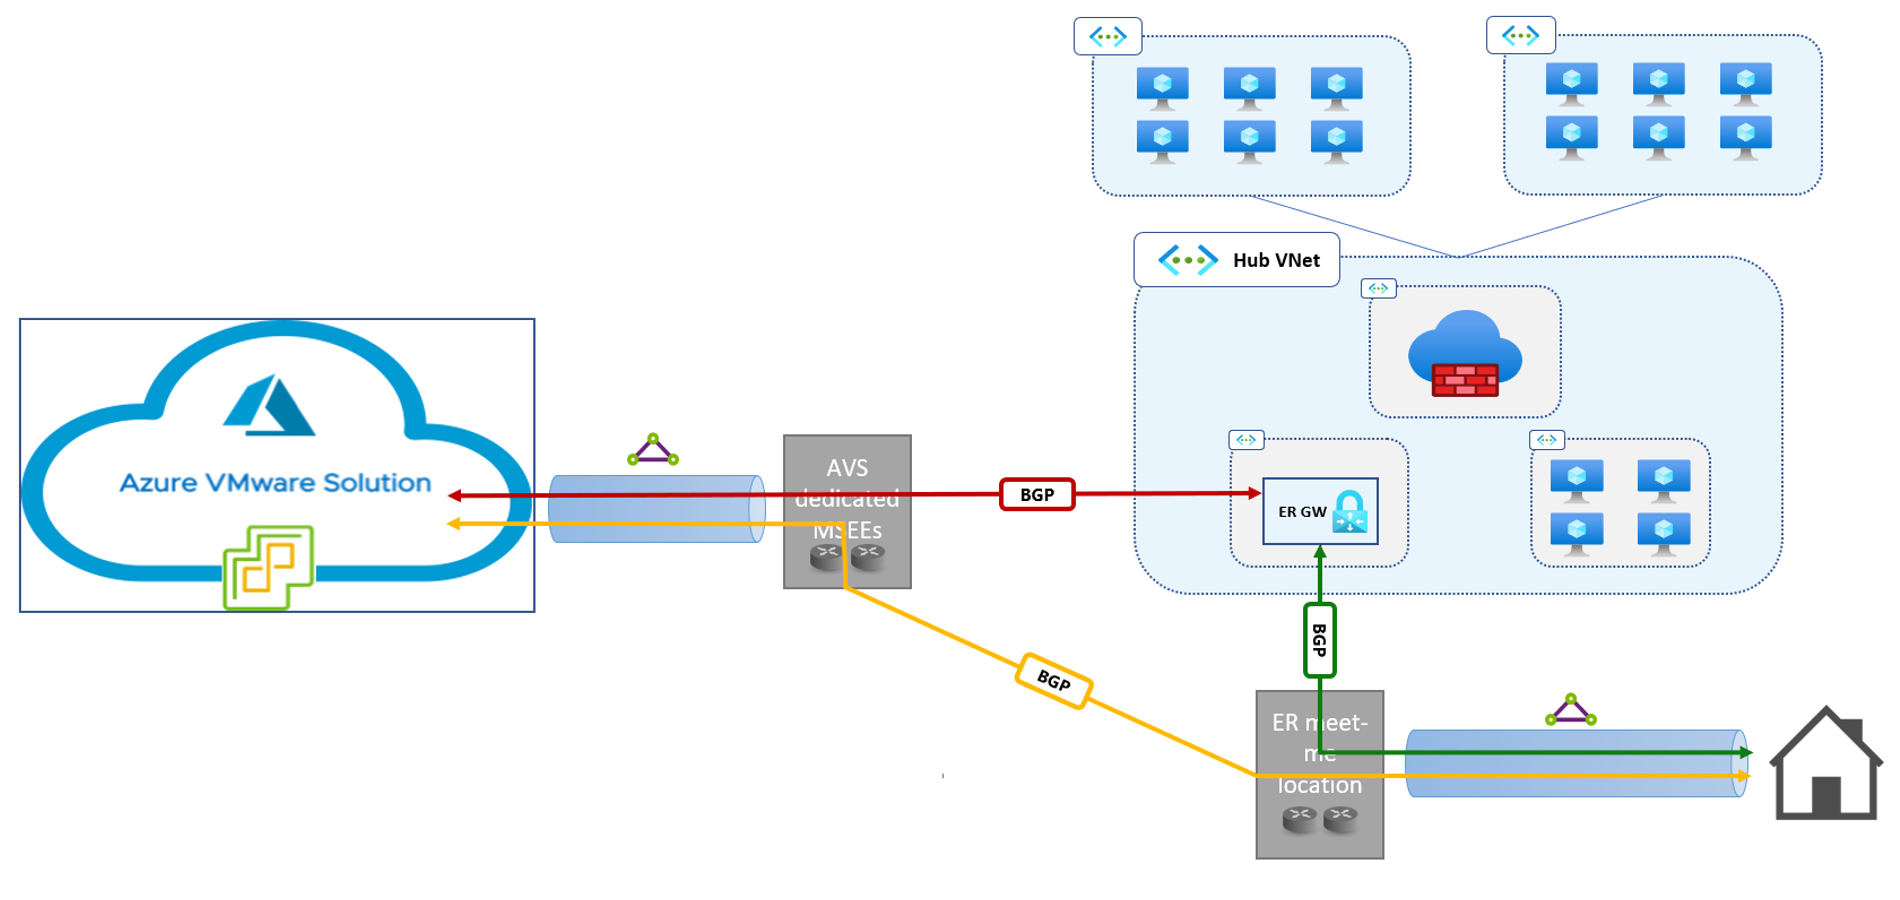 Hub VNet
Azure VMware Solution
AVS
dedicated
MSEEs
BGP
ER GW
BGP
BGP
ER meet-
me
location